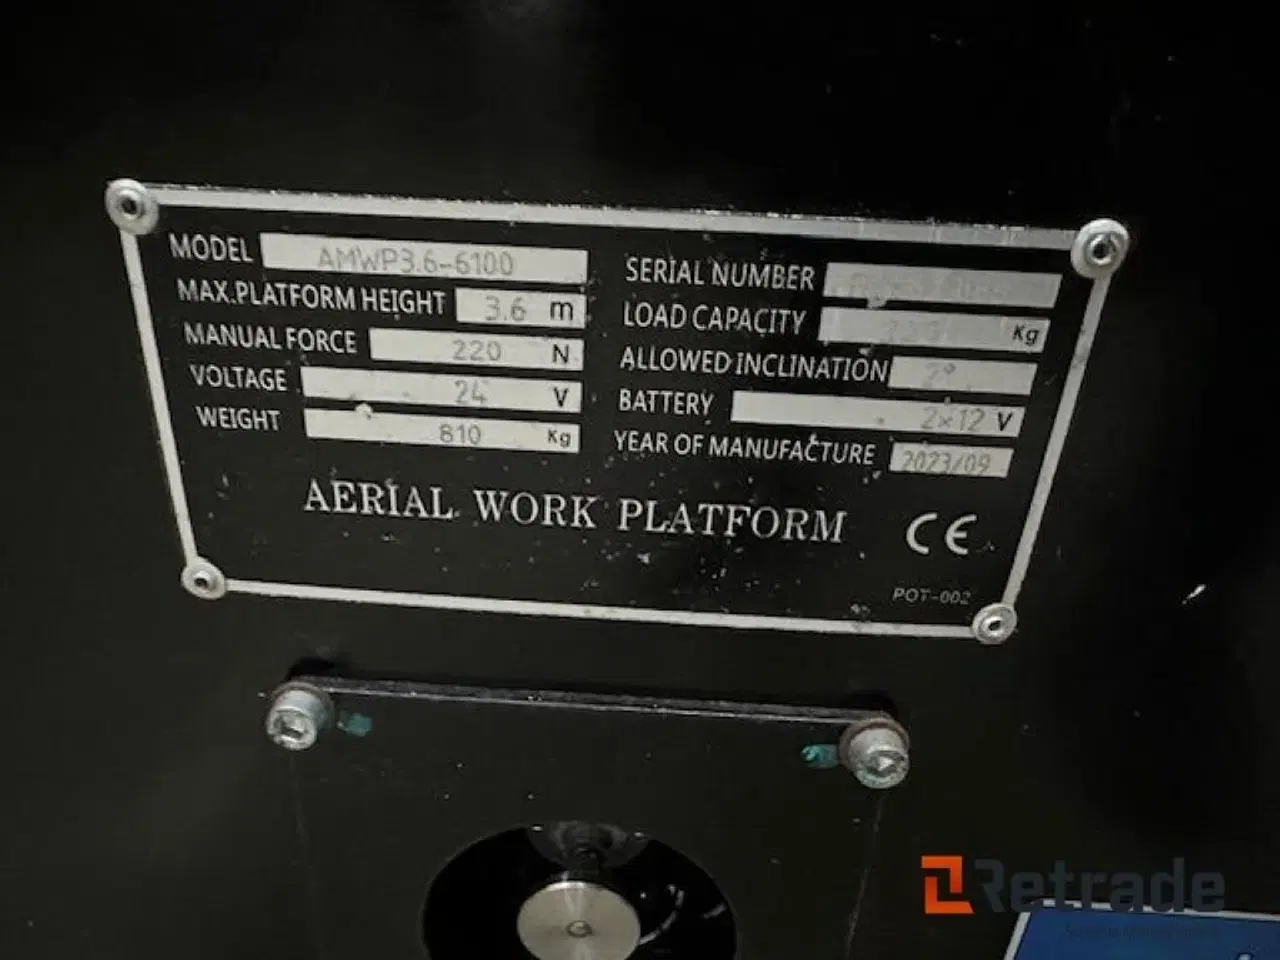 MODEL AMWP3.6-6100
MAX.PLATFORM HEIGHT 3.6 m
MANUAL FORCE 220 N
VOLTAGE 24 V
WEIGHT 810 Kg
SERIAL NUMBER
LOAD CAPACITY Kg
ALLOWED INCLINATION 2°
BATTERY 2×12 V
YEAR OF MANUFACTURE 2023/09
AERIAL WORK PLATFORM CE
POT-002
Retrade